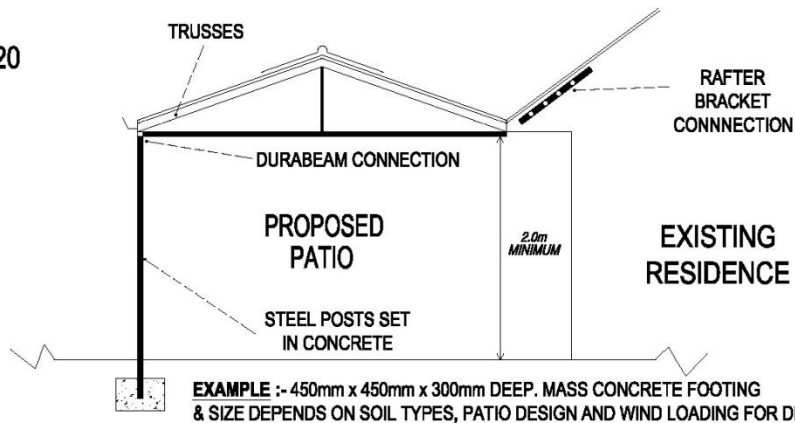 20
TRUSSES
RAFTER
BRACKET
CONNNECTION
DURABEAM CONNECTION
PROPOSED
PATIO
2.0m
MINIMUM
EXISTING
RESIDENCE
STEEL POSTS SET
IN CONCRETE
EXAMPLE :- 450mm x 450mm x 300mm DEEP. MASS CONCRETE FOOTING
& SIZE DEPENDS ON SOIL TYPES, PATIO DESIGN AND WIND LOADING FOR